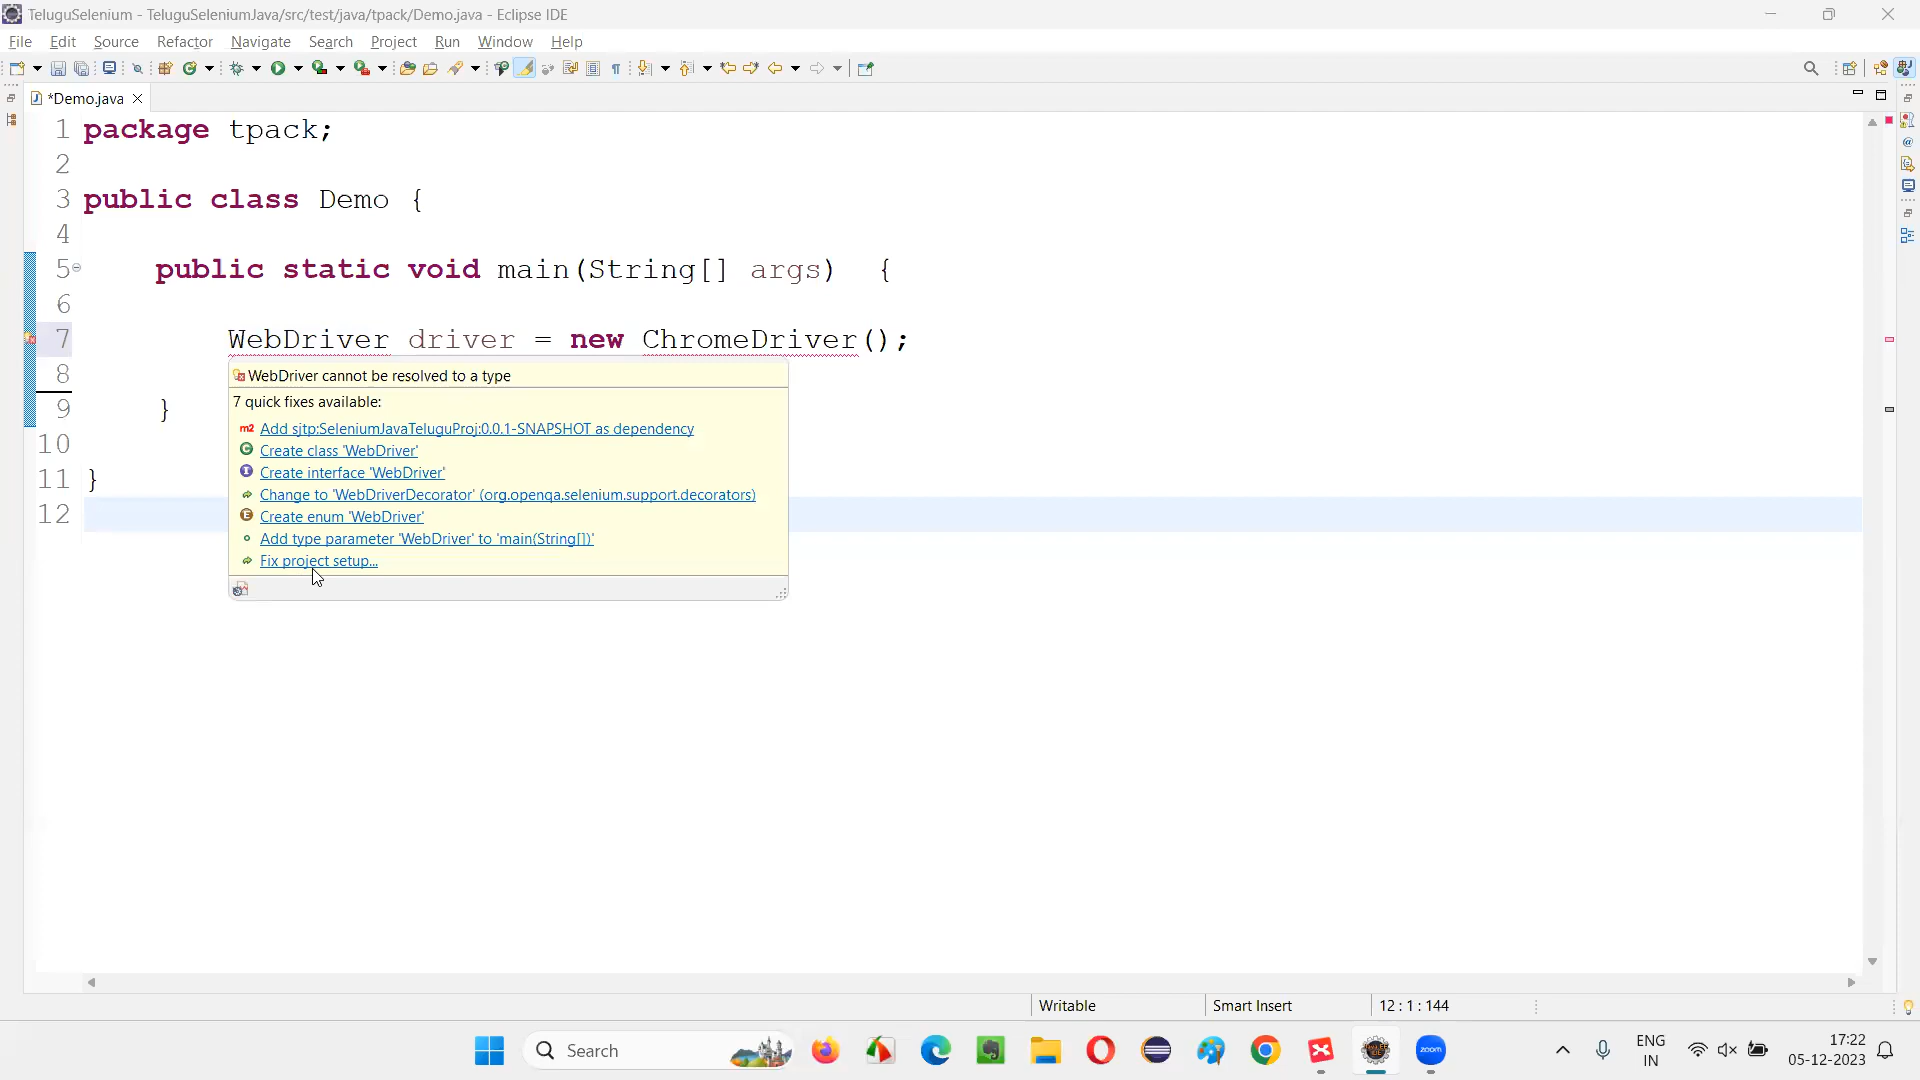 TeluguSelenium - TeluguSeleniumJava/src/test/java/tpack/Demo.java - Eclipse IDE
File Edit Source Refactor Navigate Search Project Run Window Help
*Demo.java
1 package tpack;
2
3 public class Demo {
4
5 public static void main(String[] args) {
6
7 WebDriver driver = new ChromeDriver();
8
WebDriver cannot be resolved to a type
7 quick fixes available:
Add sjtp:SeleniumJavaTeluguProj:0.0.1-SNAPSHOT as dependency
Create class 'WebDriver'
Create interface 'WebDriver'
Change to 'WebDriverDecorator' (org.openqa.selenium.support.decorators)
Create enum 'WebDriver'
Add type parameter 'WebDriver' to 'main(String[])'
Fix project setup...
9 }
10
11 }
12
Writable Smart Insert 12 : 1 : 144
Search
zoom
ENG
IN
17:22
05-12-2023